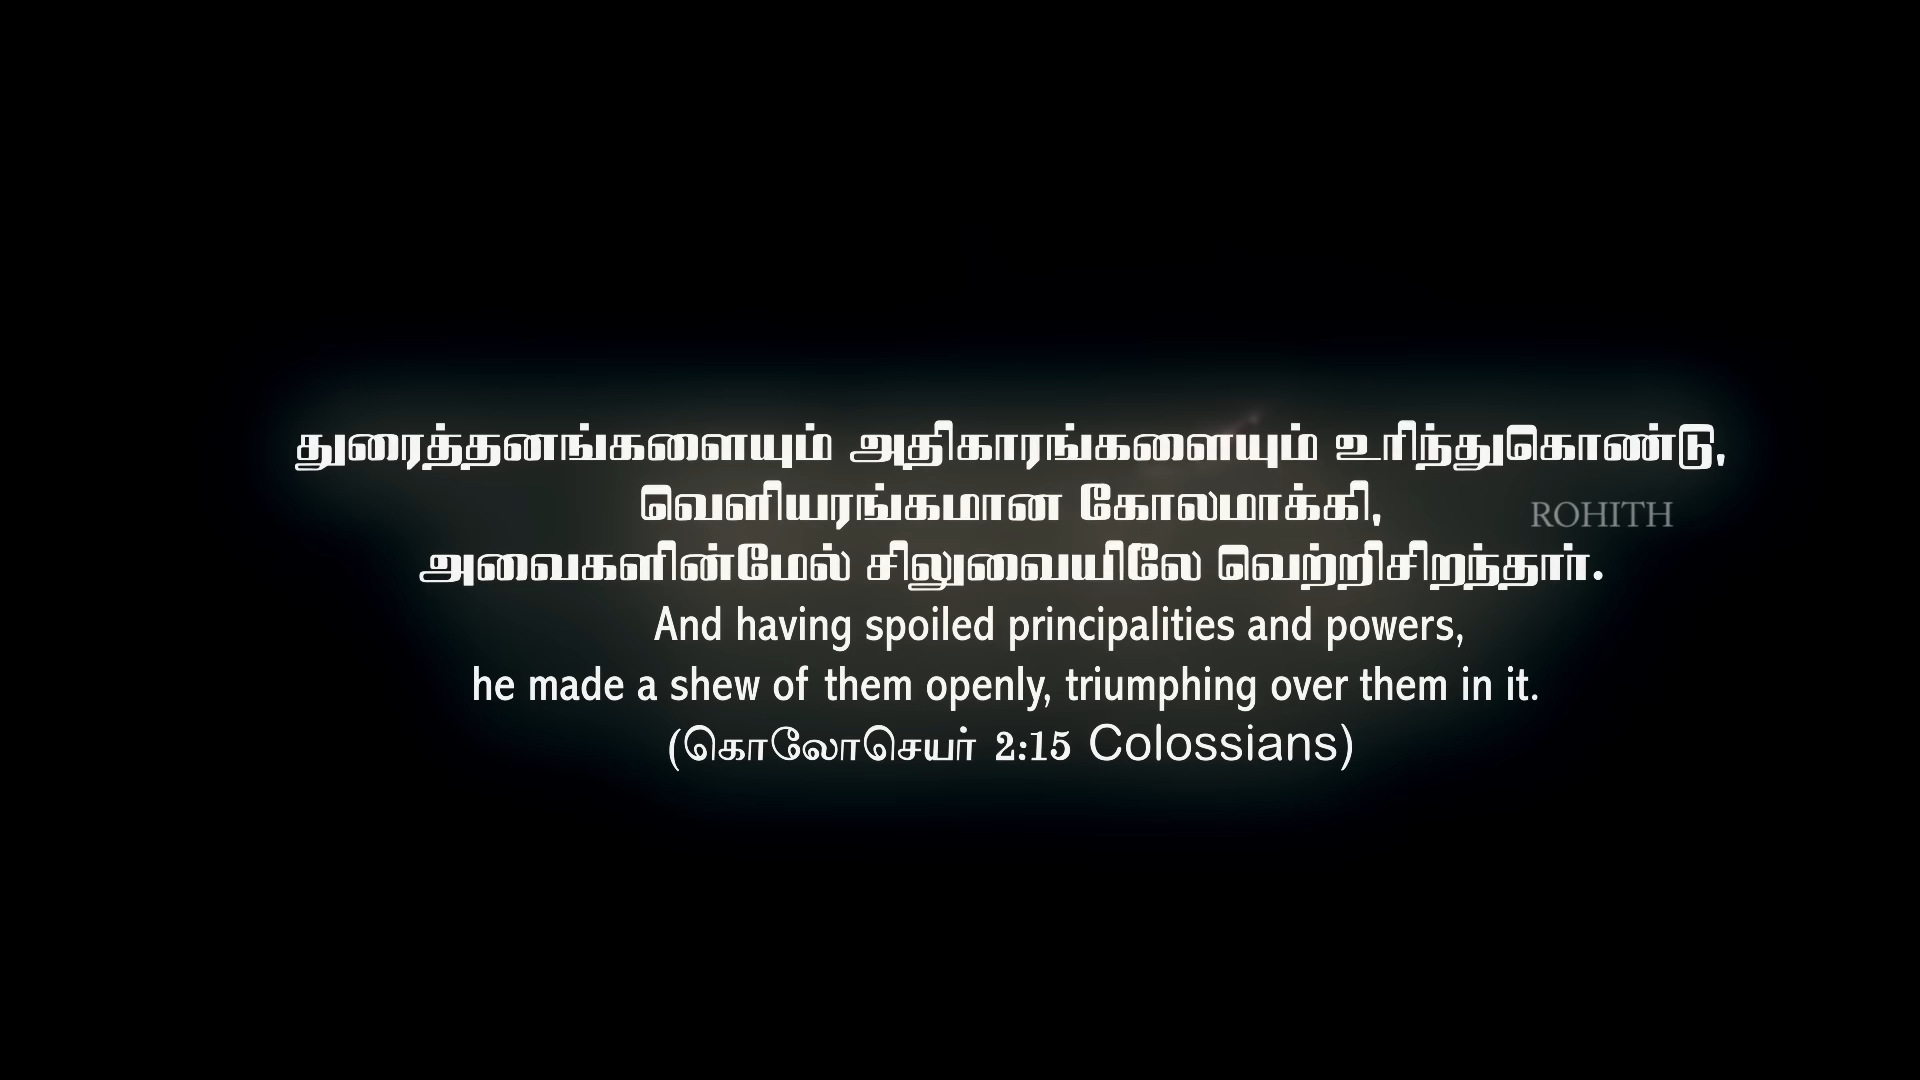 துரைத்தனங்களையும் அதிகாரங்களையும் உரிந்துகொண்டு,
வெளியரங்கமான கோலமாக்கி,
ROHITH
அவைகளின்மேல் சிலுவையிலே வெற்றிசிறந்தார்.
And having spoiled principalities and powers,
he made a shew of them openly, triumphing over them in it.
(கொலோசெயர் 2:15 Colossians)